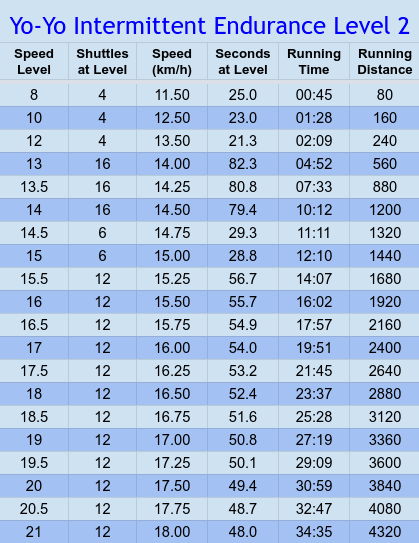 Yo-Yo Intermittent Endurance Level 2
Speed Shuttles Speed Seconds Running Running
Level at Level (km/h) at Level Time Distance
8 4 11.50 25.0 00:45 80
10 4 12.50 23.0 01:28 160
12 4 13.50 21.3 02:09 240
13 16 14.00 82.3 04:52 560
13.5 16 14.25 80.8 07:33 880
14 16 14.50 79.4 10:12 1200
14.5 6 14.75 29.3 11:11 1320
15 6 15.00 28.8 12:10 1440
15.5 12 15.25 56.7 14:07 1680
16 12 15.50 55.7 16:02 1920
16.5 12 15.75 54.9 17:57 2160
17 12 16.00 54.0 19:51 2400
17.5 12 16.25 53.2 21:45 2640
18 12 16.50 52.4 23:37 2880
18.5 12 16.75 51.6 25:28 3120
19 12 17.00 50.8 27:19 3360
19.5 12 17.25 50.1 29:09 3600
20 12 17.50 49.4 30:59 3840
20.5 12 17.75 48.7 32:47 4080
21 12 18.00 48.0 34:35 4320